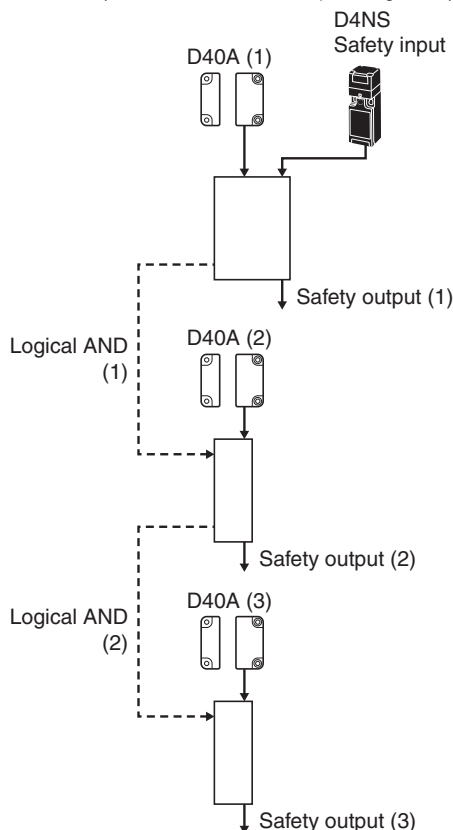 D4NS
Safety input
D40A (1)
Safety output (1)
Logical AND
(1)
D40A (2)
Safety output (2)
Logical AND
(2)
D40A (3)
Safety output (3)